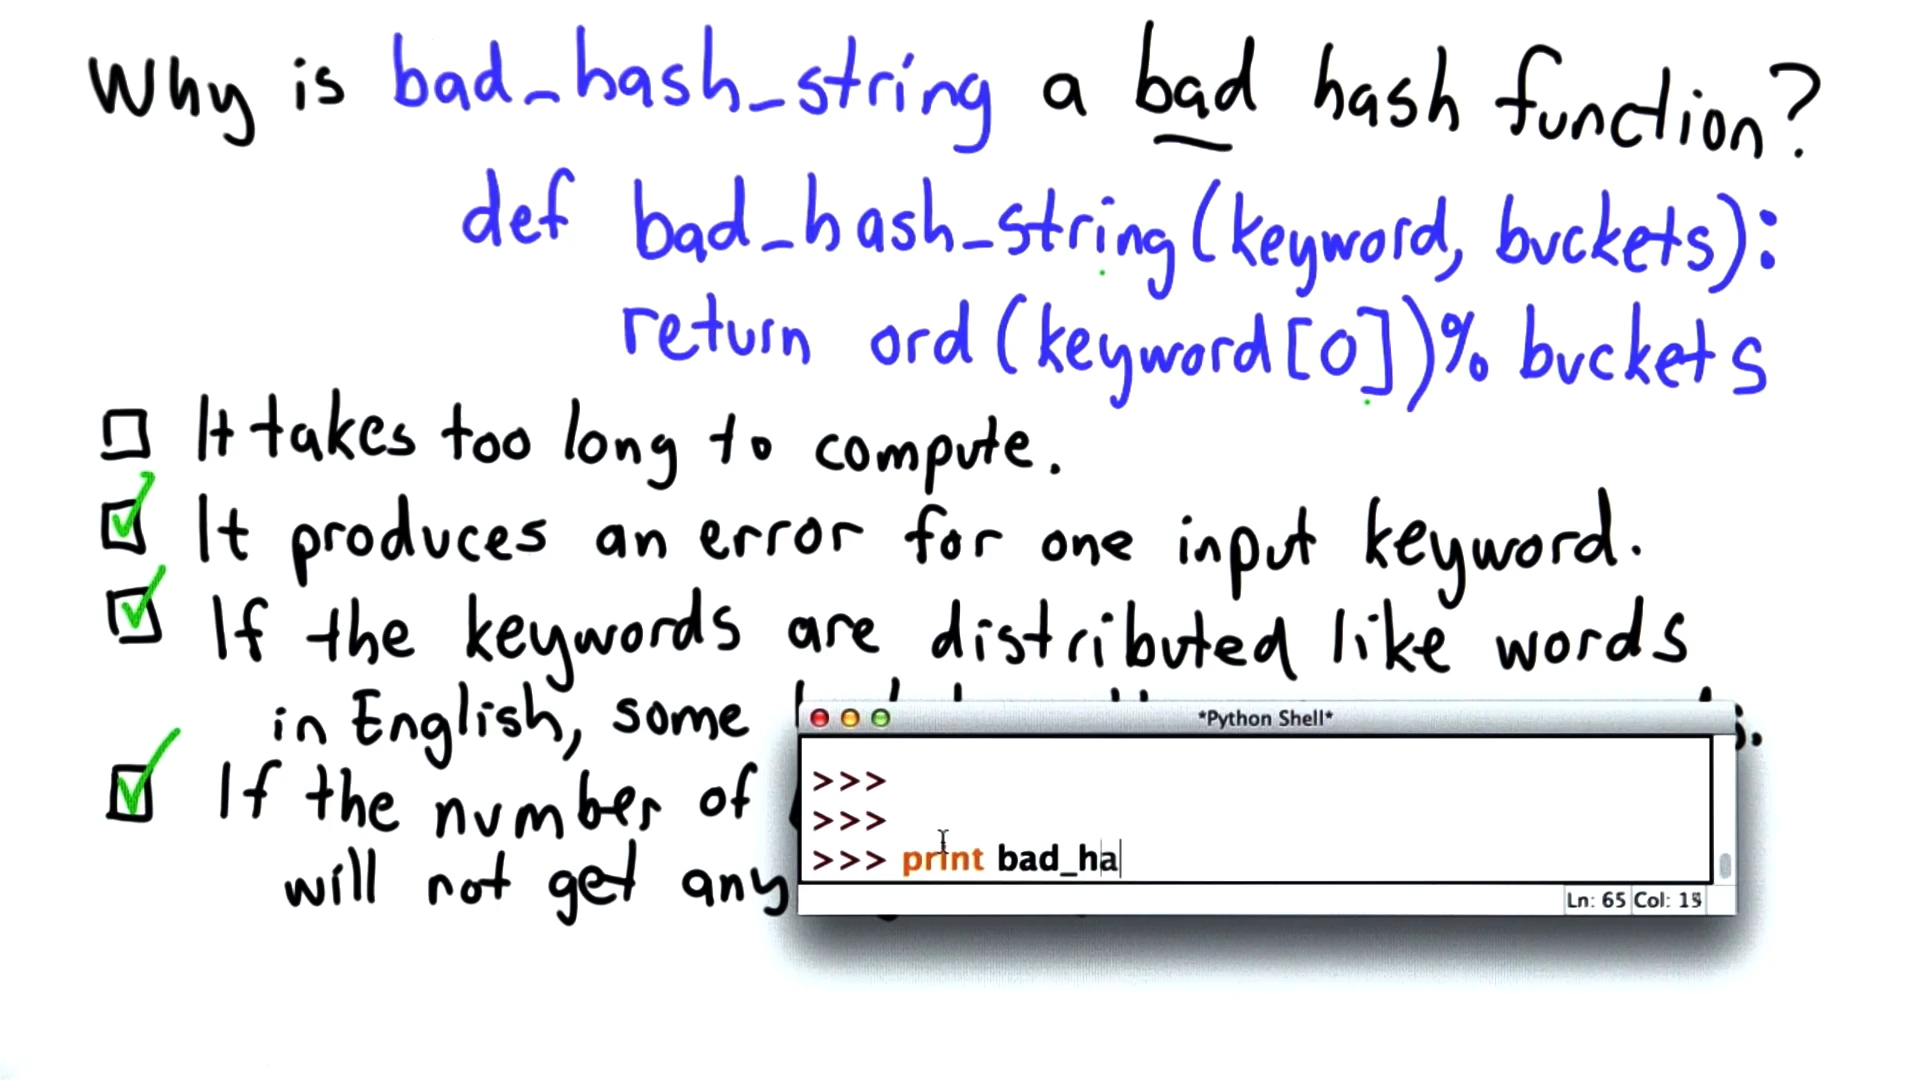 Why is bad_hash_string a bad hash function?
def bad_hash_string(keyword, buckets):
return ord(keyword[0])% buckets
It takes too long to compute.
It produces an error for one input keyword.
If the keywords are distributed like words
in English, some
If the number of
will not get any
*Python Shell*
>>>
>>>
>>> print bad_ha
Ln: 65 Col: 15